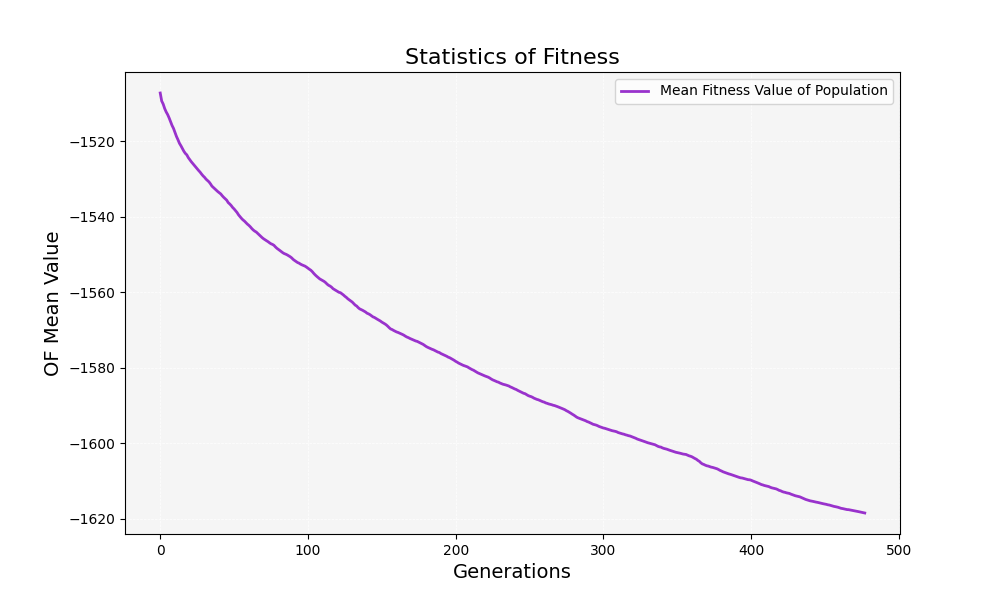 Statistics of Fitness
Mean Fitness Value of Population
OF Mean Value
−1520
−1540
−1560
−1580
−1600
−1620
0 100 200 300 400 500
Generations